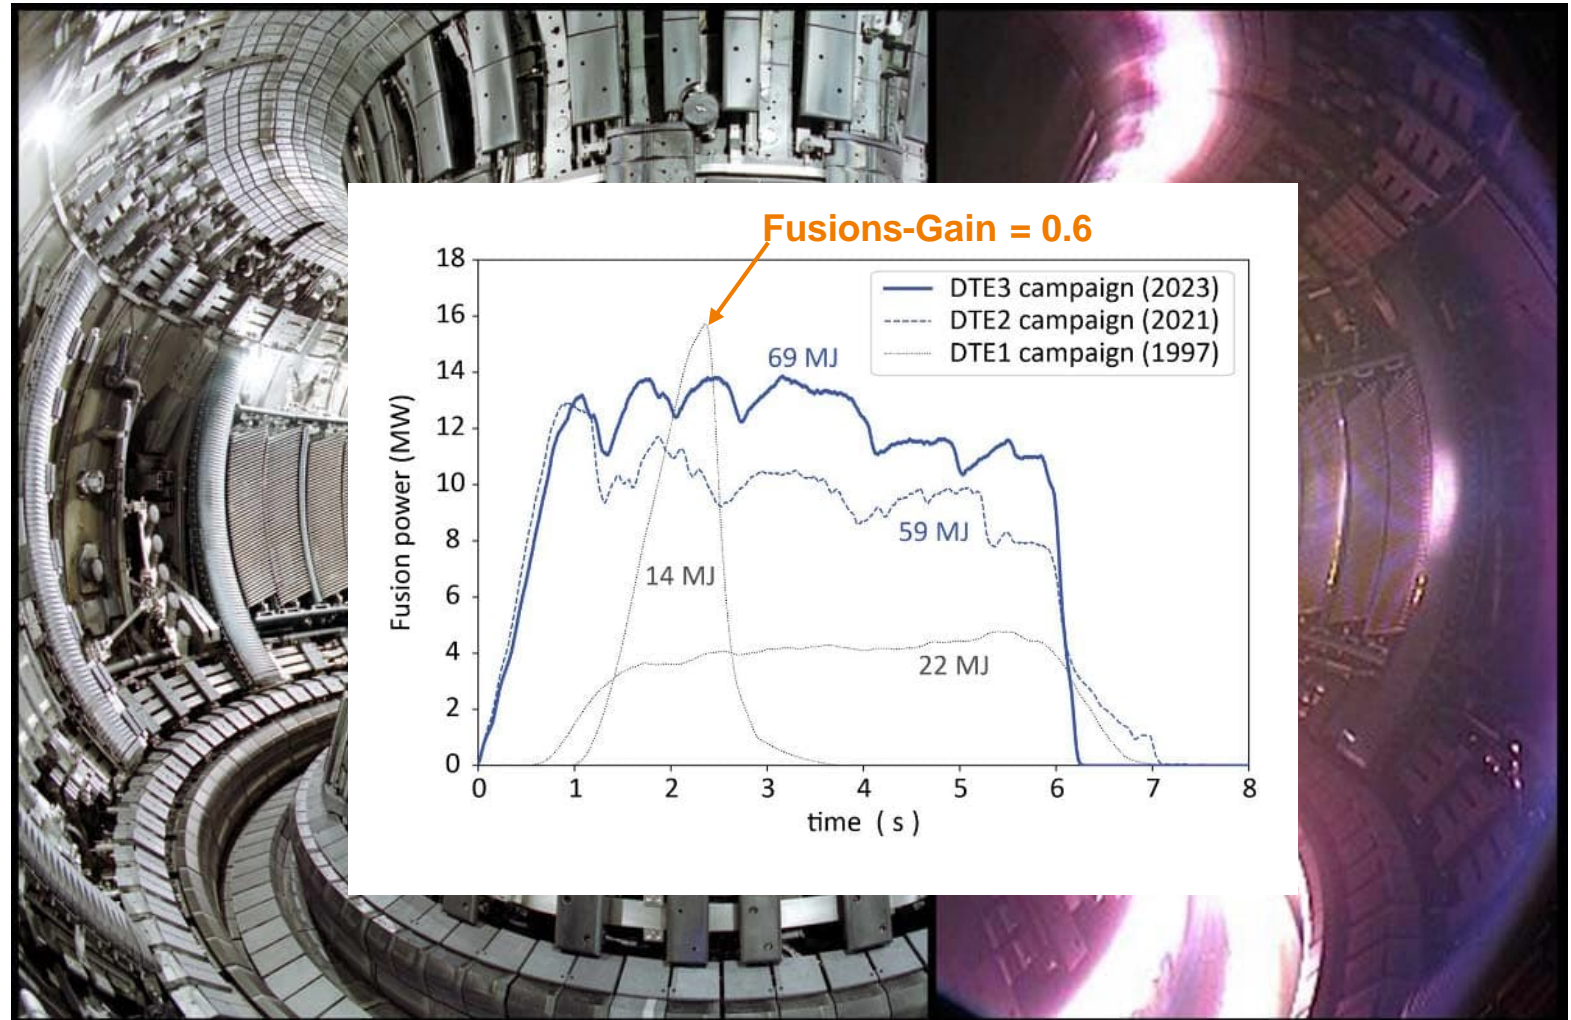 Fusions-Gain = 0.6
18
16
14
12
10
8
6
4
2
0
Fusion power (MW)
DTE3 campaign (2023)
DTE2 campaign (2021)
DTE1 campaign (1997)
69 MJ
59 MJ
14 MJ
22 MJ
0 1 2 3 4 5 6 7 8
time ( s )